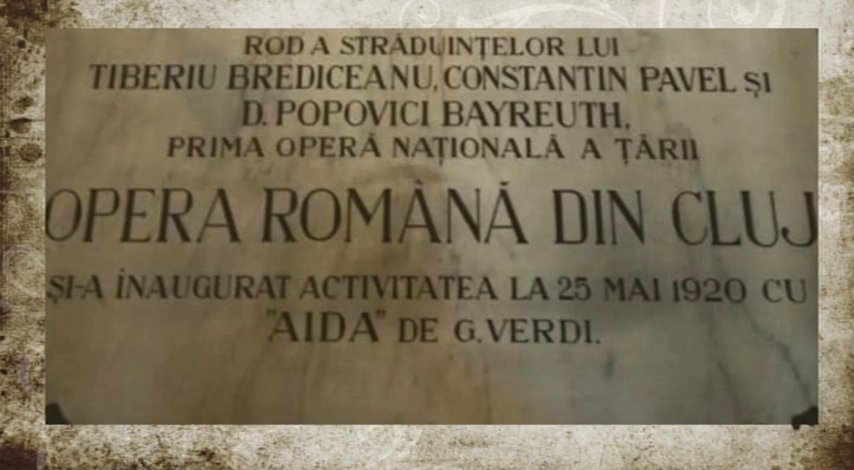 ROD A STRĂDUINȚELOR LUI
TIBERIU BREDICEANU, CONSTANTIN PAVEL ȘI
D. POPOVICI BAYREUTH,
PRIMA OPERĂ NAȚIONALĂ A ȚĂRII
OPERA ROMÂNĂ DIN CLUJ
ȘI-A INAUGURAT ACTIVITATEA LA 25 MAI 1920 CU
"AIDA" DE G. VERDI.